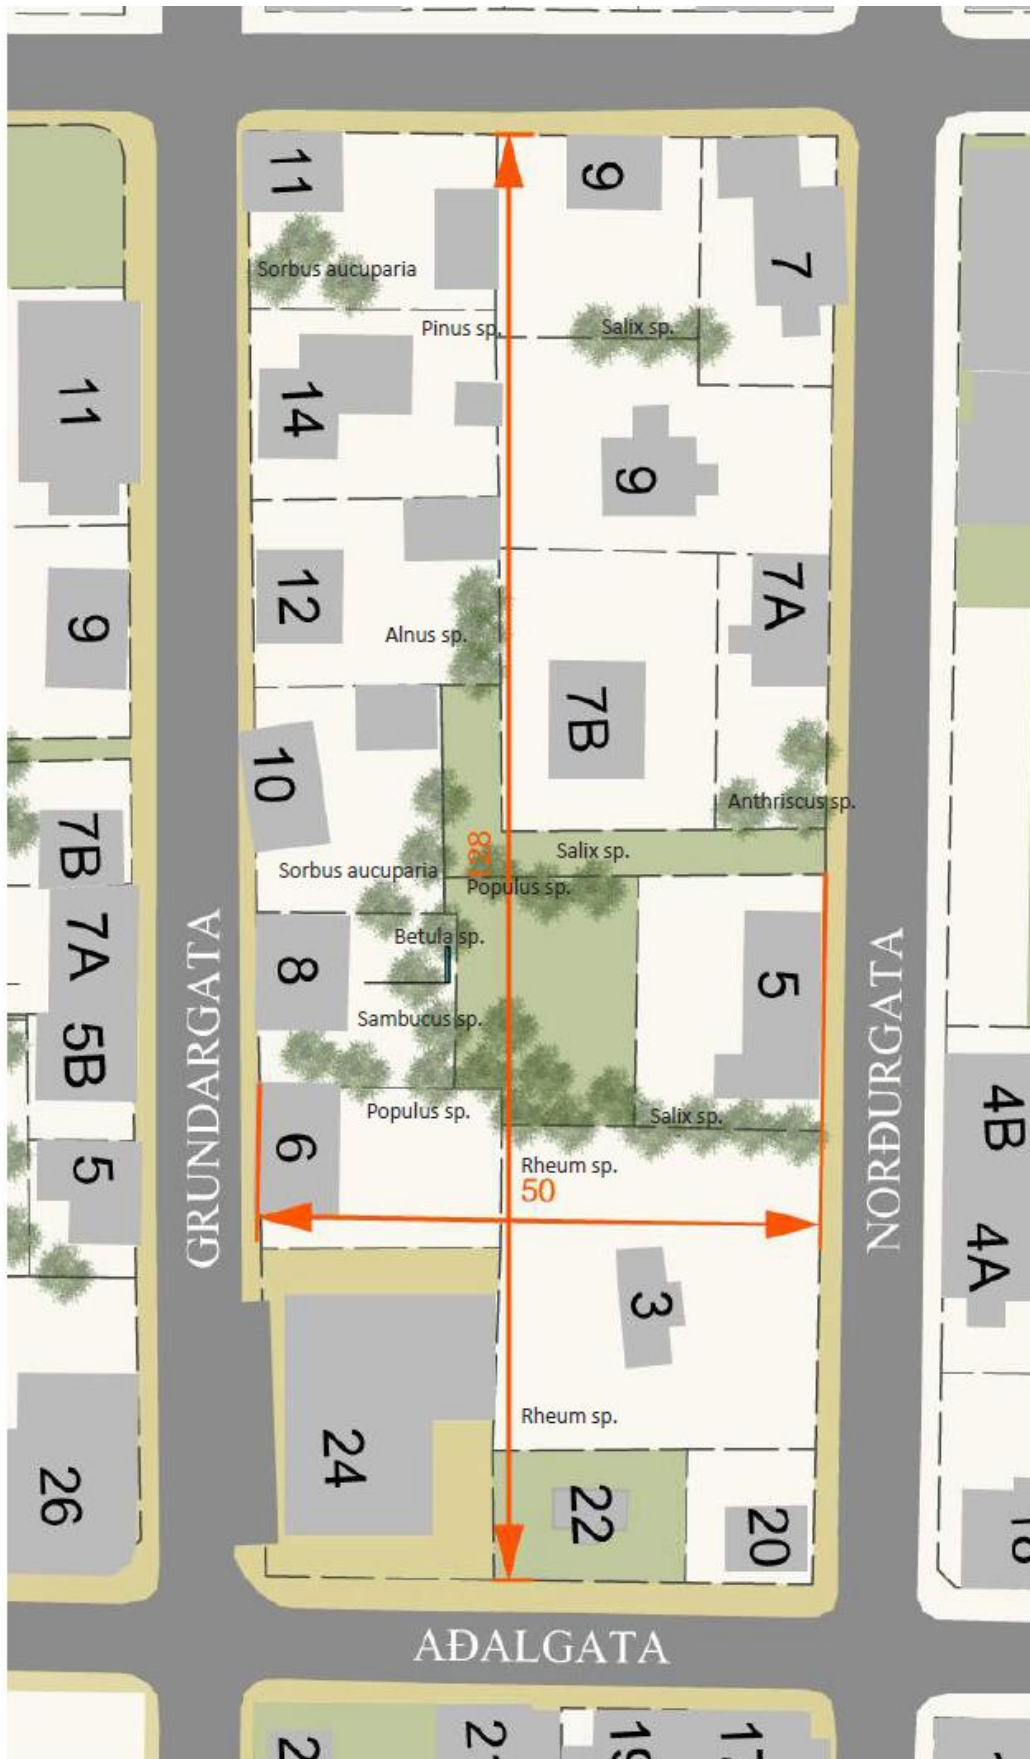 11
9
7
Sorbus aucuparia
Pinus sp.
Salix sp.
11
14
9
12
7A
9
Alnus sp.
7B
10
Anthriscus sp.
7B
128
Salix sp.
Sorbus aucuparia
Populus sp.
7A
Betula sp.
8
5
Sambucus sp.
5B
Populus sp.
Salix sp.
4B
6
5
Rheum sp.
50
GRUNDARGATA
NORÐURGATA
4A
3
Rheum sp.
24
26
22
20
AÐALGATA
19
17